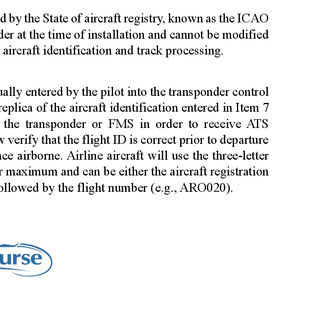 d by the State of aircraft registry, known as the ICAO
der at the time of installation and cannot be modified
aircraft identification and track processing.
ually entered by the pilot into the transponder control
replica of the aircraft identification entered in Item 7
the transponder or FMS in order to receive ATS
verify that the flight ID is correct prior to departure
ce airborne. Airline aircraft will use the three-letter
r maximum and can be either the aircraft registration
ollowed by the flight number (e.g., ARO020).
urse